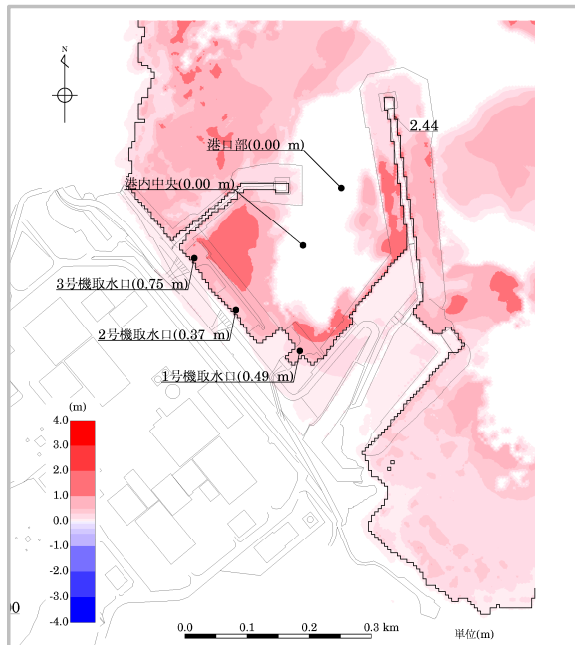 N
2.44
港口部(0.00 m)
港内中央(0.00 m)
3号機取水口(0.75 m)
2号機取水口(0.37 m)
1号機取水口(0.49 m)
(m)
4.0
3.0
2.0
1.0
0.0
-1.0
-2.0
-3.0
-4.0
0.0 0.1 0.2 0.3 km
単位(m)